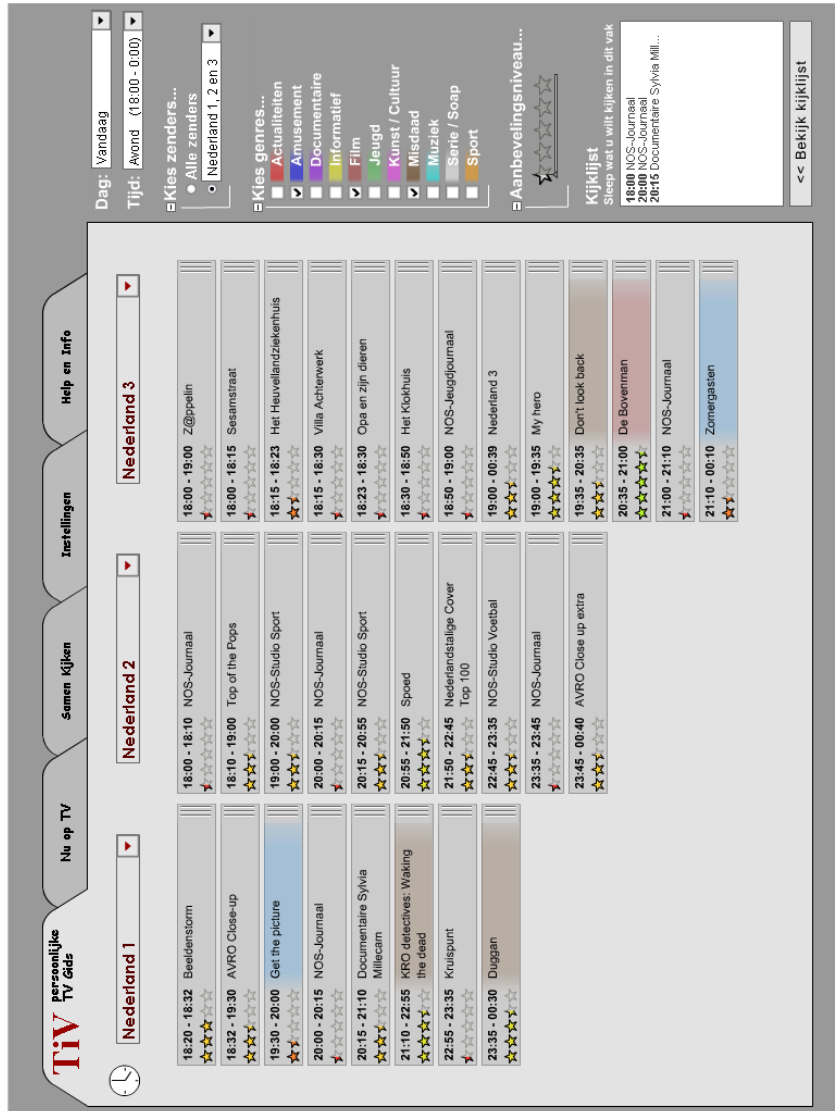 TiV persoonlijke
TV Gids
Nu op TV
Samen Kijken
Instellingen
Help en Info
Nederland 1
18:20 - 18:32 Beeldenstorm
18:32 - 19:30 AVRO Close-up
19:30 - 20:00 Get the picture
20:00 - 20:15 NOS-Journaal
20:15 - 21:10 Documentaire Sylvia
Millecam
21:10 - 22:55 KRO detectives: Waking
the dead
22:55 - 23:35 Kruispunt
23:35 - 00:30 Duggan
Nederland 2
18:00 - 18:10 NOS-Journaal
18:10 - 19:00 Top of the Pops
19:00 - 20:00 NOS-Studio Sport
20:00 - 20:15 NOS-Journaal
20:15 - 20:55 NOS-Studio Sport
20:55 - 21:50 Spoed
21:50 - 22:45 Nederlandstalige Cover
Top 100
22:45 - 23:35 NOS-Studio Voetbal
23:35 - 23:45 NOS-Journaal
23:45 - 00:40 AVRO Close up extra
Nederland 3
18:00 - 19:00 Z@ppelin
18:00 - 18:15 Sesamstraat
18:15 - 18:23 Het Heuvellandziekenhuis
18:15 - 18:30 Villa Achterwerk
18:23 - 18:30 Opa en zijn dieren
18:30 - 18:50 Het Klokhuis
18:50 - 19:00 NOS-Jeugdjournaal
19:00 - 00:39 Nederland 3
19:00 - 19:35 My hero
19:35 - 20:35 Don't look back
20:35 - 21:00 De Bovenman
21:00 - 21:10 NOS-Journaal
21:10 - 00:10 Zomergasten
Dag: Vandaag
Tijd: Avond (18:00 - 0:00)
Kies zenders...
Alle zenders
Nederland 1, 2 en 3
Kies genres...
Actualiteiten
Amusement
Documentaire
Informatief
Film
Jeugd
Kunst / Cultuur
Misdaad
Muziek
Serie / Soap
Sport
Aanbevelingsniveau...
Kijklijst
Sleep wat u wilt kijken in dit vak
18:00 NOS-Journaal
20:00 NOS-Journaal
20:15 Documentaire Sylvia Mill...
<< Bekijk kijklijst